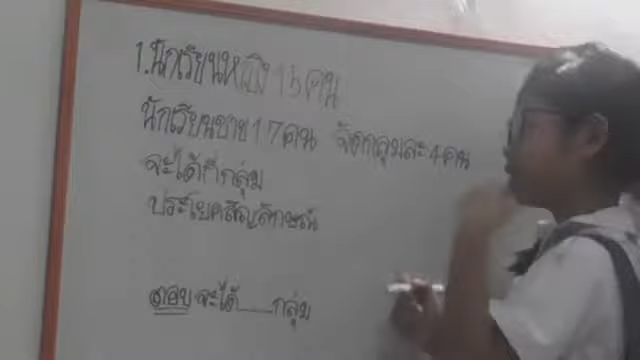 1.นักเรียนหญิง 15 คน
นักเรียนชาย 17 คน จัดกลุ่มละ 4 คน
จะได้กี่กลุ่ม
ประโยคสัญลักษณ์
ตอบ จะได้......กลุ่ม